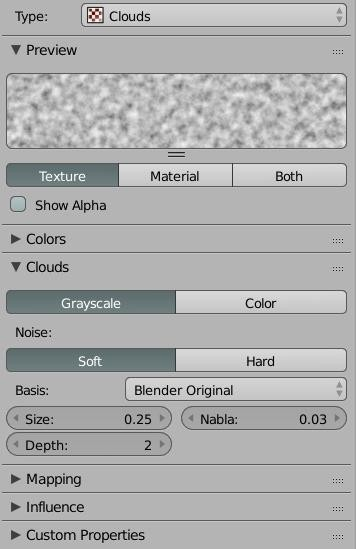 Type: Clouds
Preview
Texture Material Both
Show Alpha
Colors
Clouds
Grayscale Color
Noise:
Soft Hard
Basis: Blender Original
Size: 0.25 Nabla: 0.03
Depth: 2
Mapping
Influence
Custom Properties